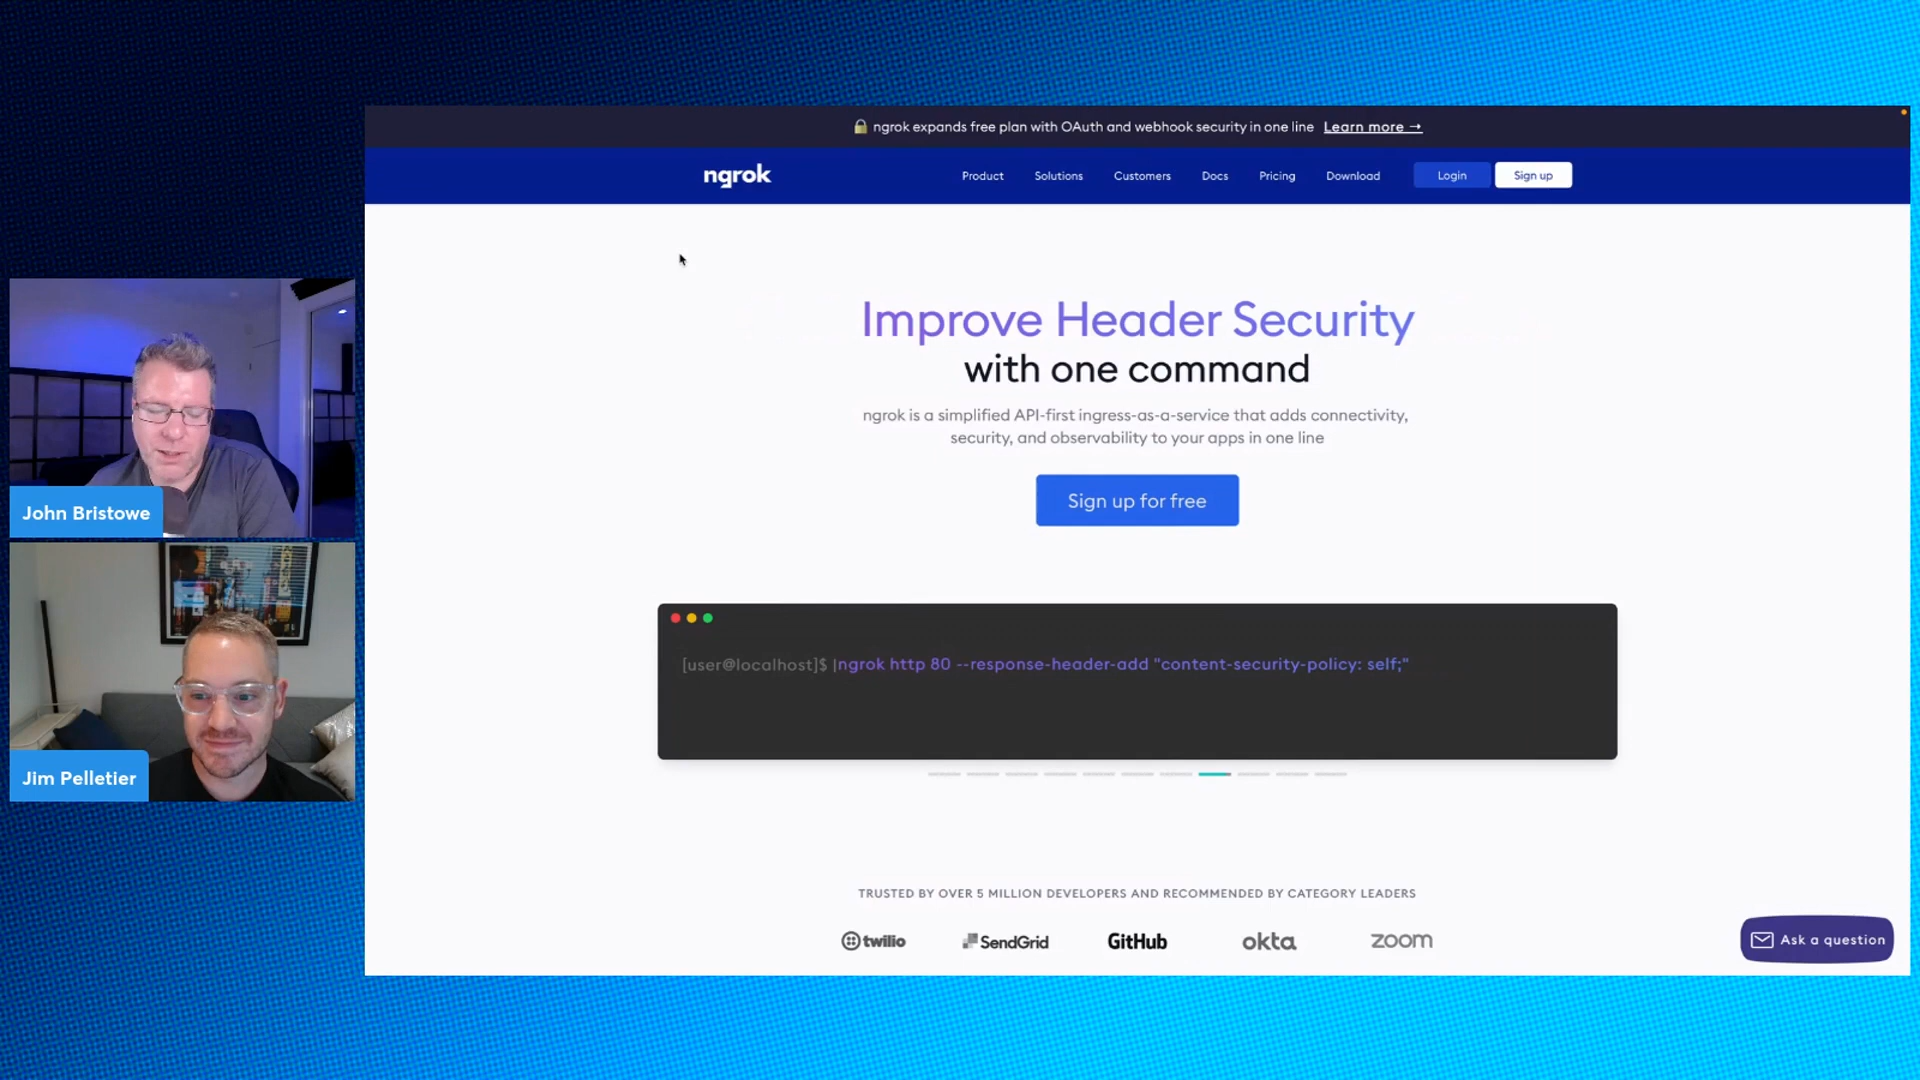 ngrok expands free plan with OAuth and webhook security in one line Learn more →
ngrok Product Solutions Customers Docs Pricing Download Login Sign up
Improve Header Security
with one command
ngrok is a simplified API-first ingress-as-a-service that adds connectivity,
security, and observability to your apps in one line
Sign up for free
John Bristowe
[user@localhost]$ |ngrok http 80 --response-header-add "content-security-policy: self;"
Jim Pelletier
TRUSTED BY OVER 5 MILLION DEVELOPERS AND RECOMMENDED BY CATEGORY LEADERS
twilio SendGrid GitHub okta zoom
Ask a question